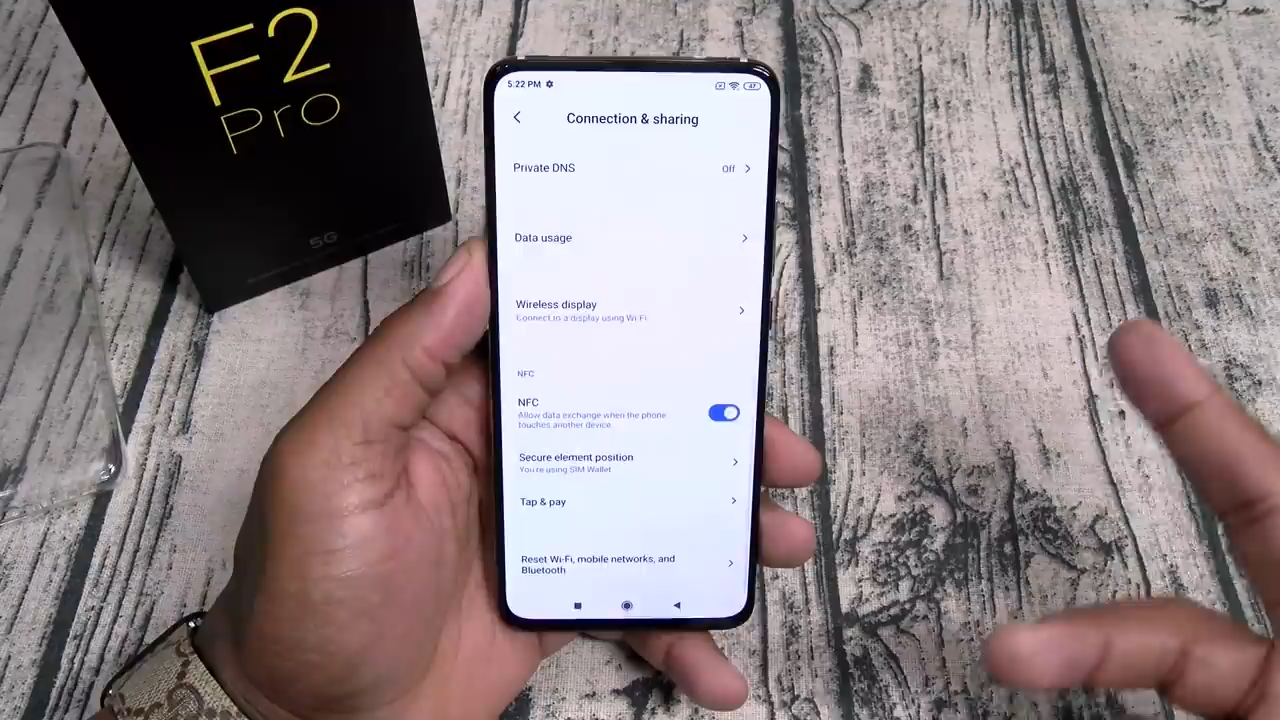 F2
Pro
5G
5:22 PM
47
Connection & sharing
Private DNS
Off
Data usage
Wireless display
Connect to a display using Wi-Fi
NFC
NFC
Allow data exchange when the phone
touches another device
Secure element position
You're using SIM Wallet
Tap & pay
Reset Wi-Fi, mobile networks, and
Bluetooth